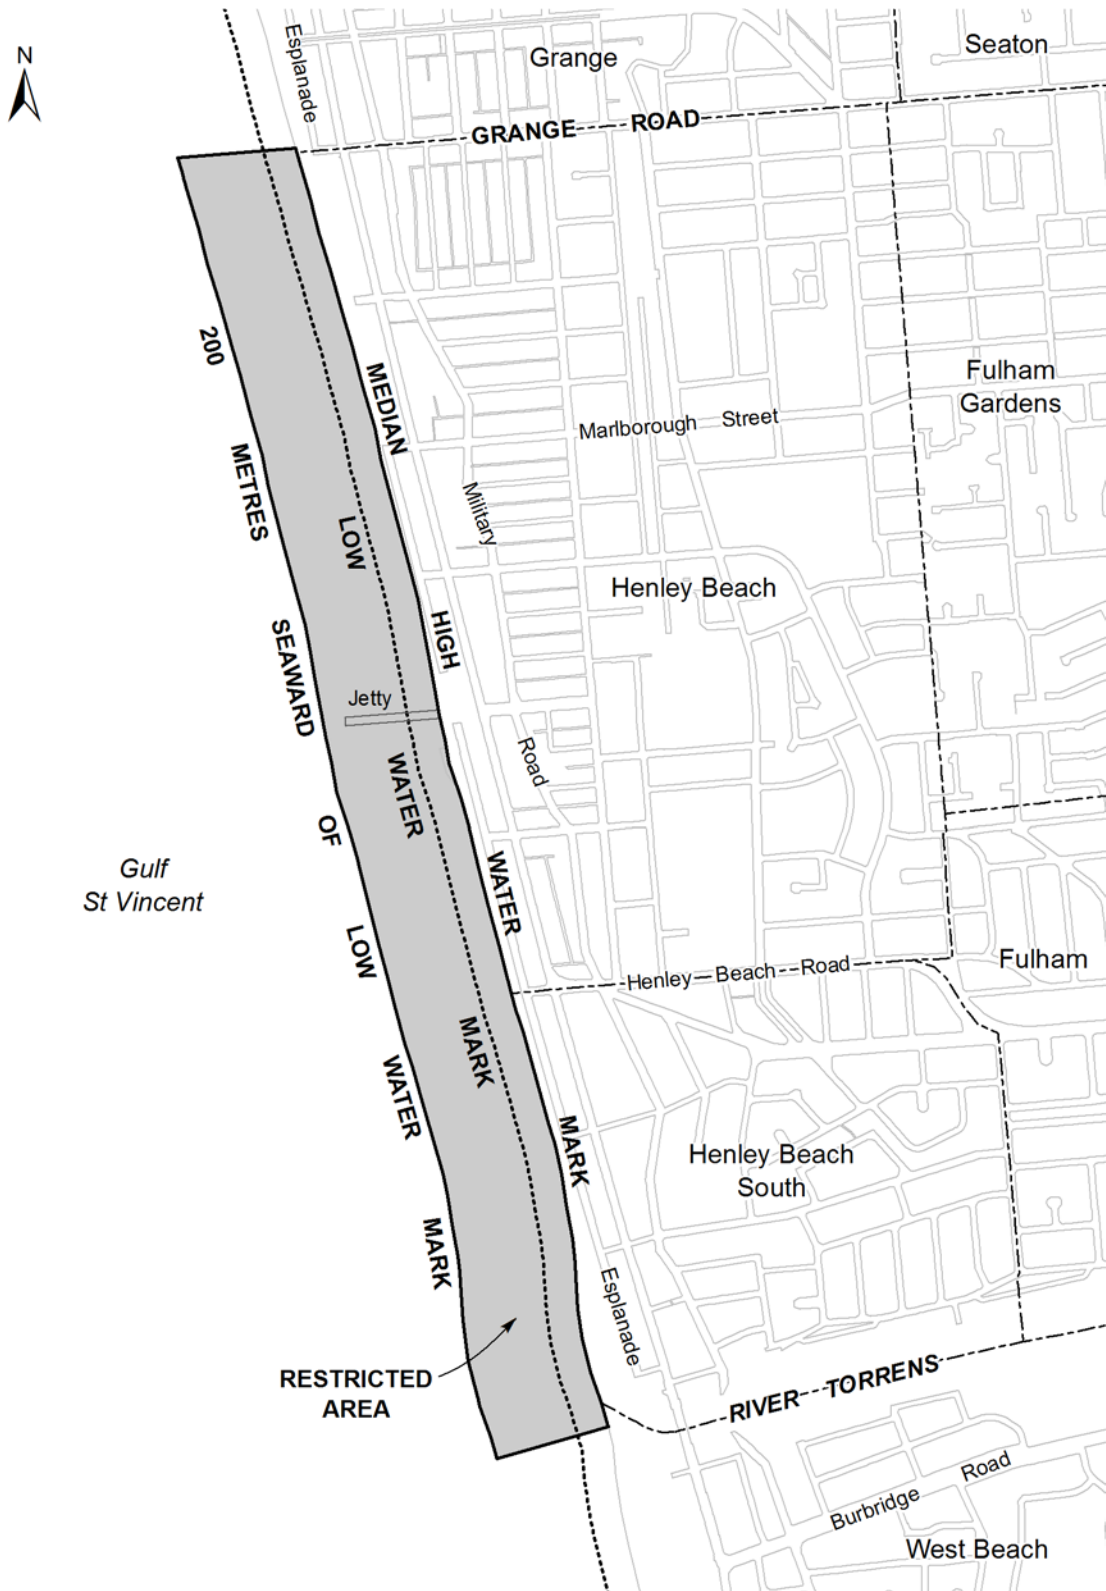 N
Esplanade
Grange
Seaton
GRANGE ROAD
200 METRES SEAWARD OF LOW WATER MARK
MEDIAN HIGH WATER MARK
LOW WATER MARK
Fulham
Gardens
Marlborough Street
Military Road
Henley Beach
Jetty
Gulf
St Vincent
Henley Beach Road
Fulham
Henley Beach
South
Esplanade
RESTRICTED
AREA
RIVER TORRENS
Burbridge Road
West Beach